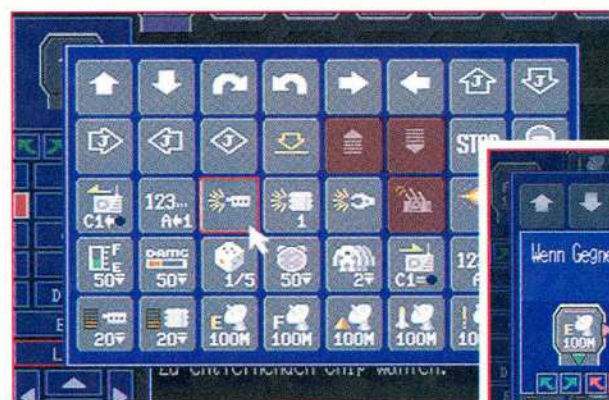 J J
J J J STOP
C1← 123... A←1 1
F E 50▼ DAMG 50▼ 1/5 50▼ 2▼ C1= 12
20▼ 20▼ E 100M F 100M 100M 100M
Wenn Gegne
E 100M
Zu entfernenden Chip wählen.